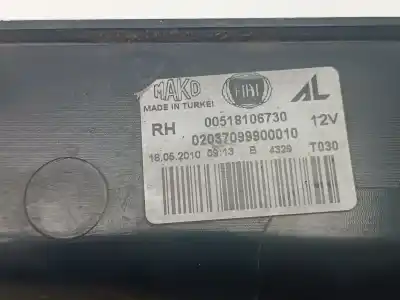 MAKO FIAT AL
MADE IN TURKEY
RH 00518106730 12V
02037099900010
16.05.2010 09:13 B 4329 T030